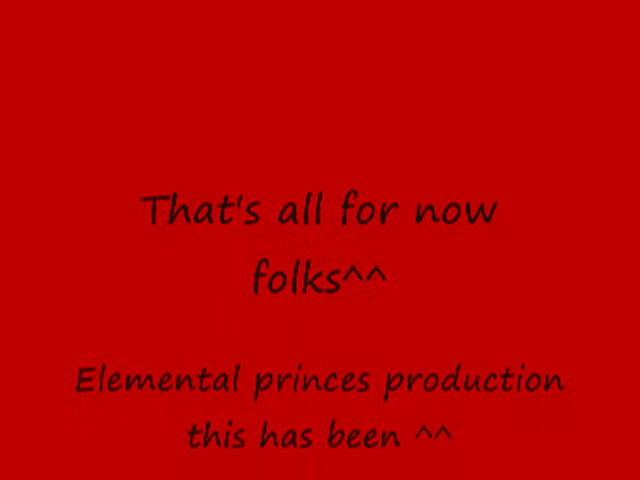 That's all for now
folks^^
Elemental princes production
this has been ^^